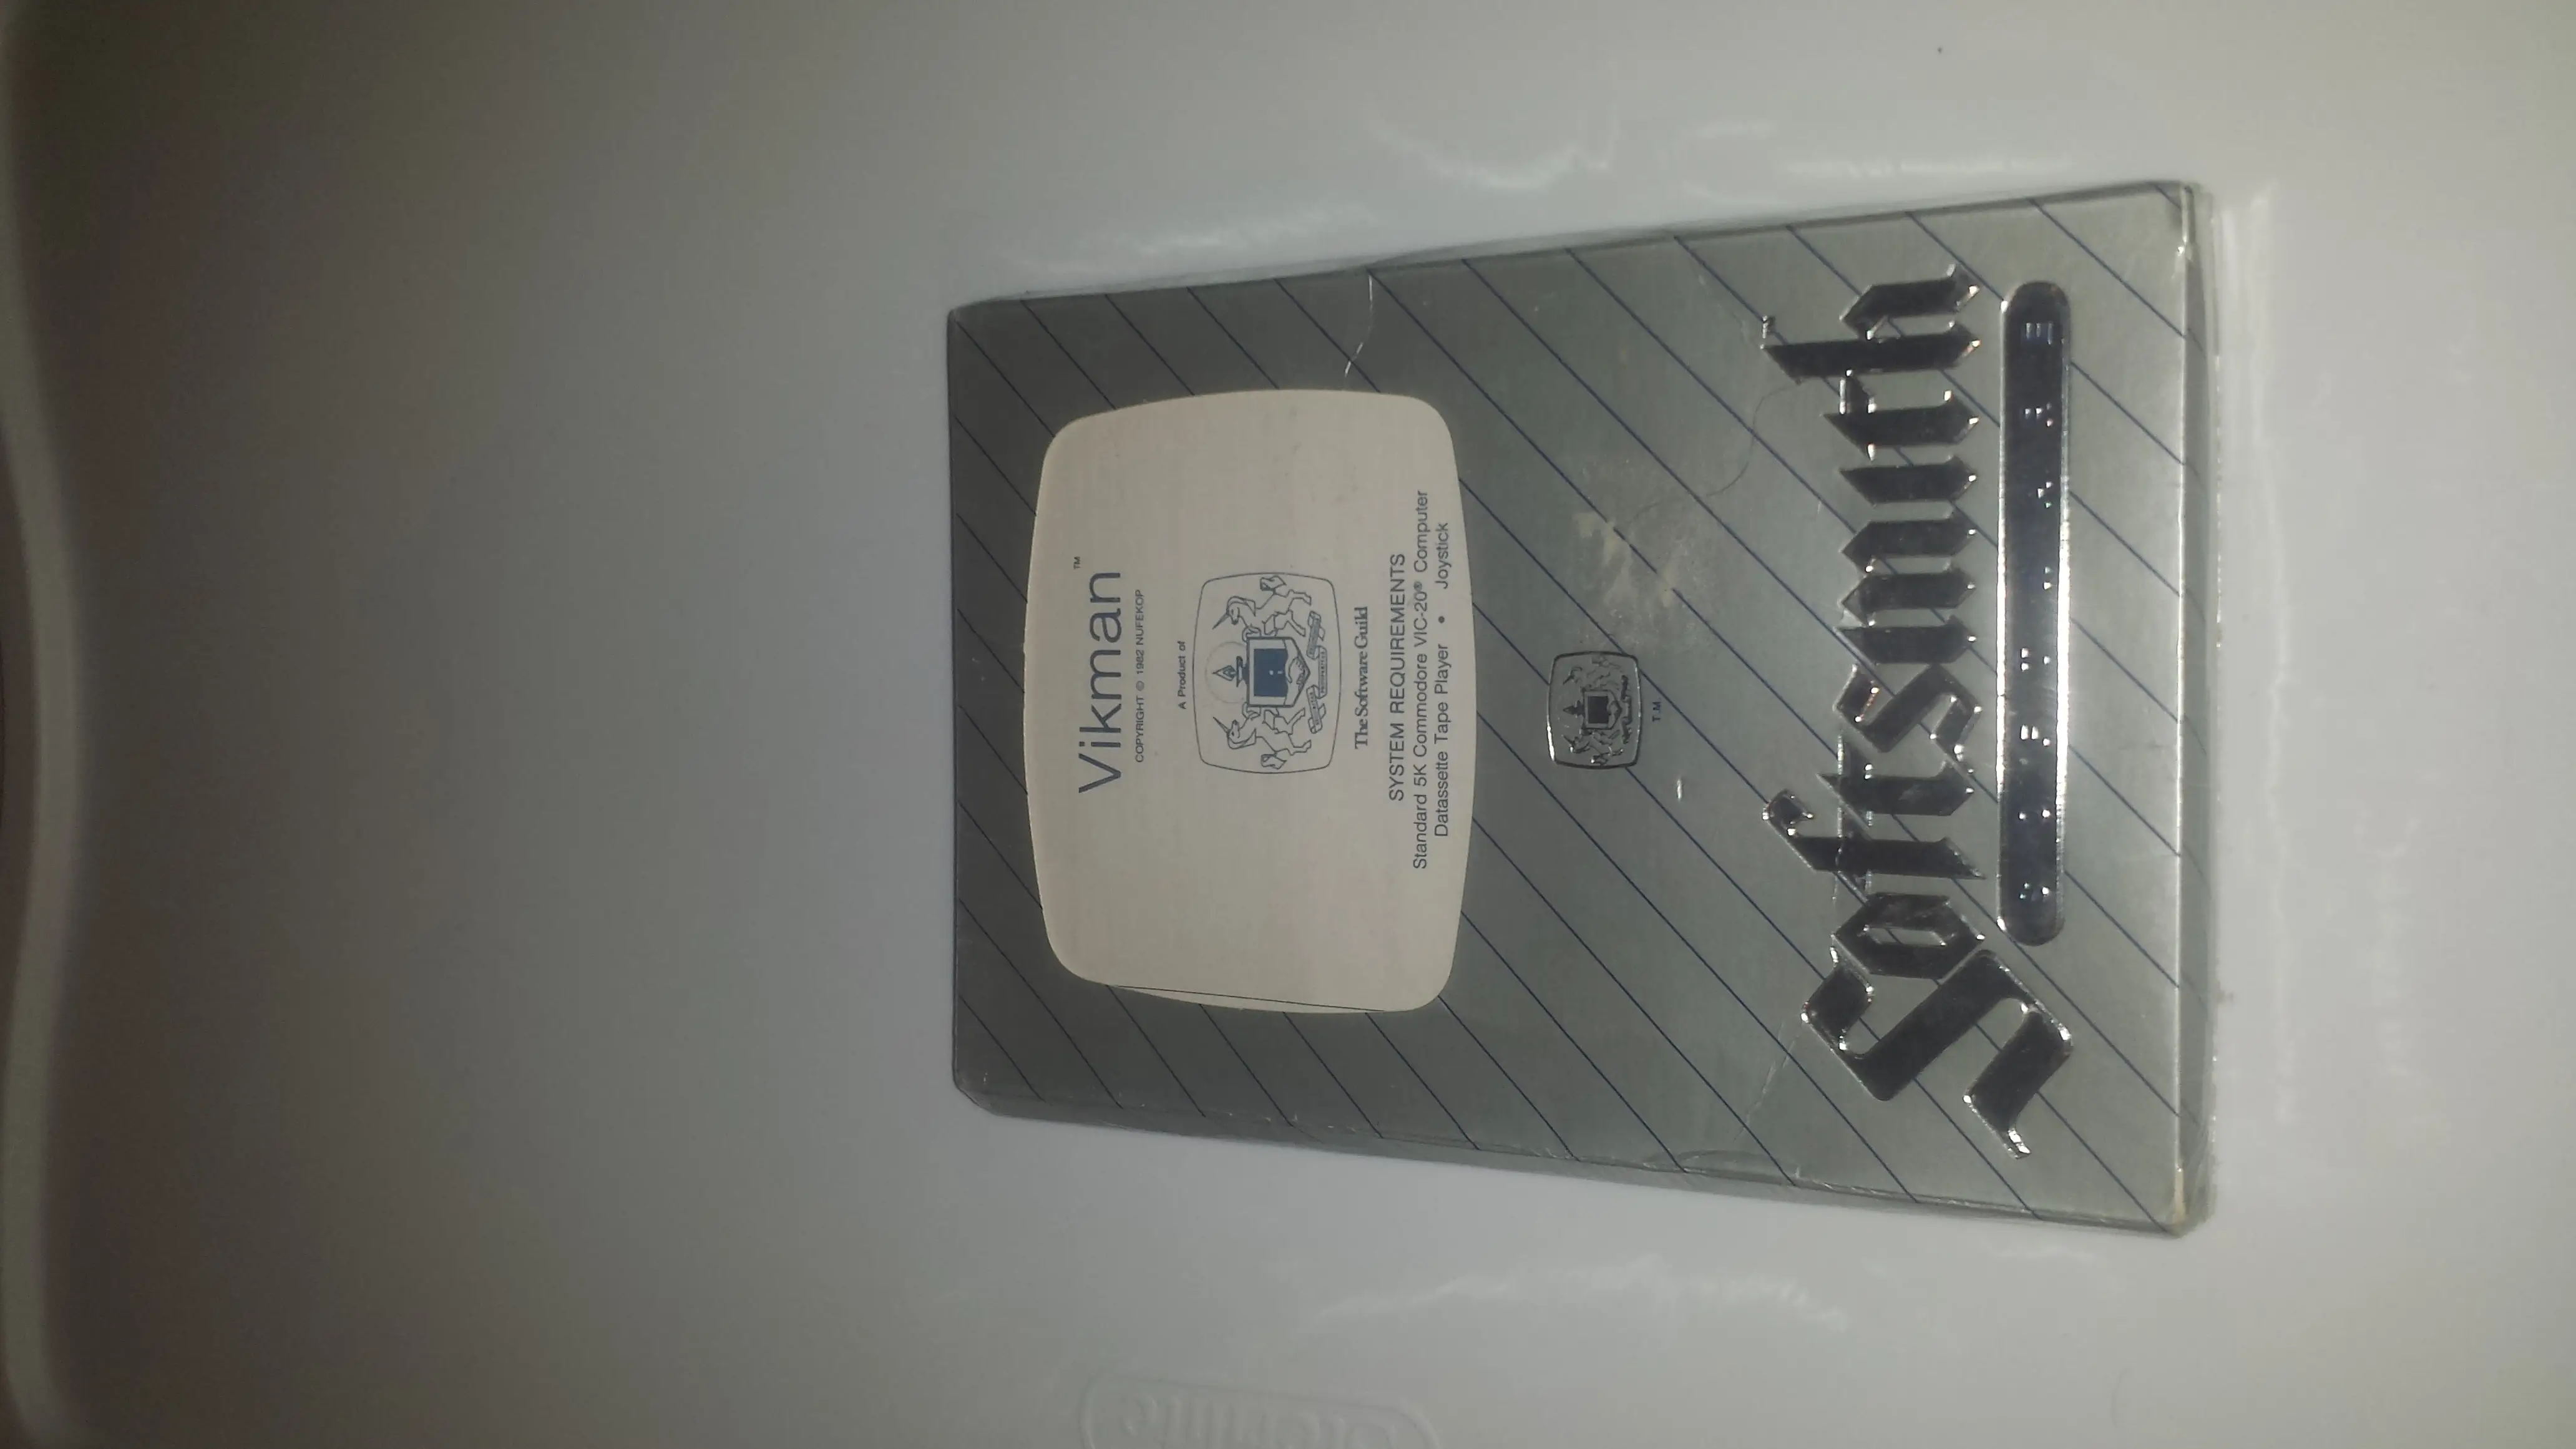 Vikman™
COPYRIGHT © 1982 NUFEKOP
A Product of
The Software Guild
SYSTEM REQUIREMENTS
Standard 5K Commodore VIC-20® Computer
Datassette Tape Player • Joystick
T.M.
Softsmith
SOFTWARE